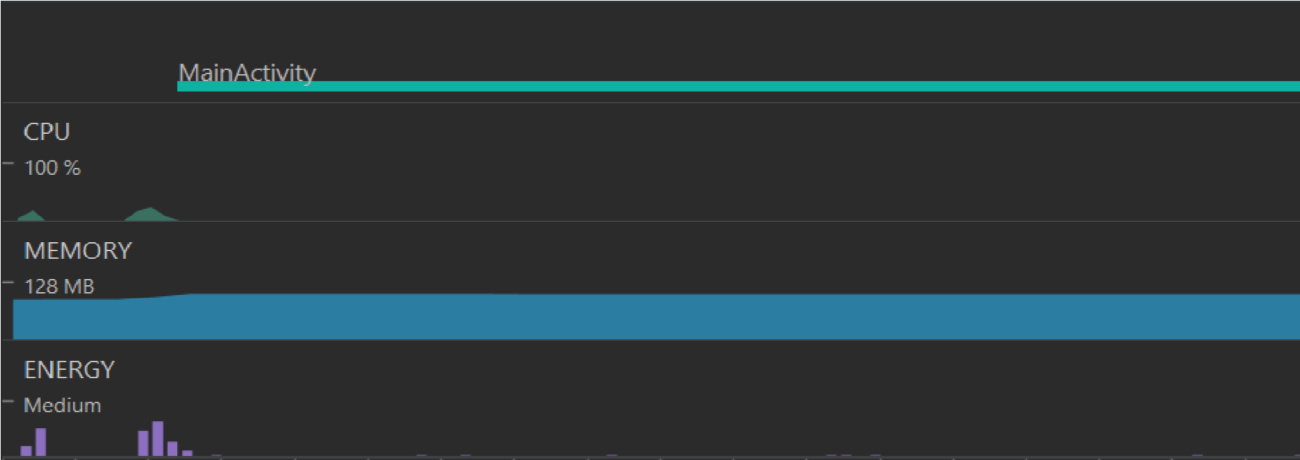 MainActivity
CPU
100 %
MEMORY
128 MB
ENERGY
Medium